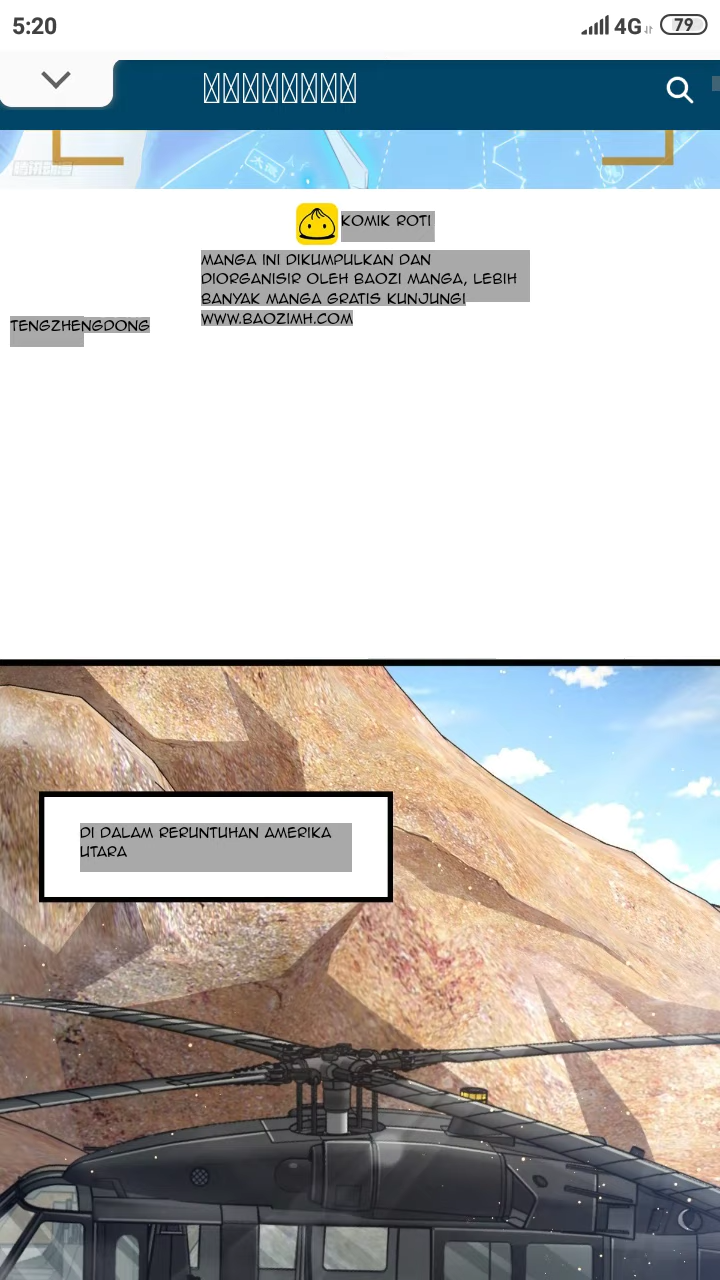 5:20
4G
79
KOMIK ROTI
MANGA INI DIKUMPULKAN DAN
DIORGANISIR OLEH BAOZI MANGA, LEBIH
BANYAK MANGA GRATIS KUNJUNGI
WWW.BAOZIMH.COM
TENGZHENGDONG
DI DALAM RERUNTUHAN AMERIKA
UTARA